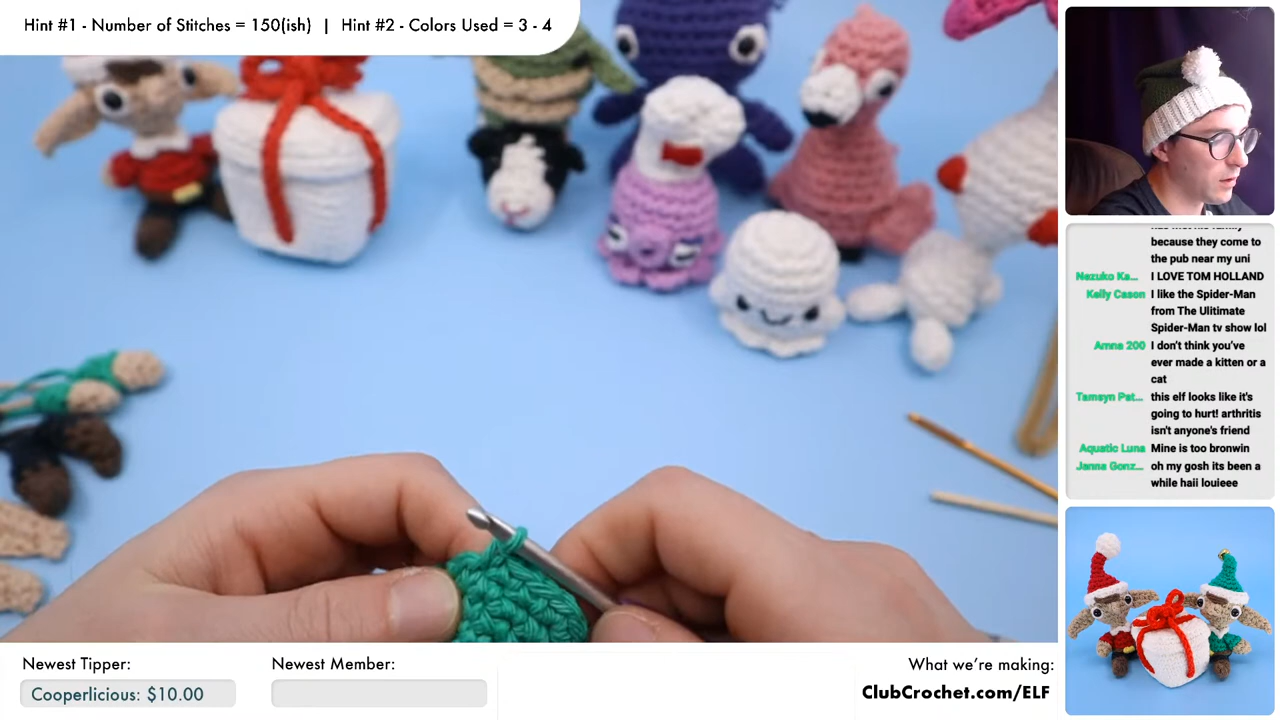 Hint #1 - Number of Stitches = 150(ish) | Hint #2 - Colors Used = 3 - 4
because they come to
the pub near my uni
Nezuko Ka... I LOVE TOM HOLLAND
Kelly Cason I like the Spider-Man
from The Ulitimate
Spider-Man tv show lol
Amna 200 I don't think you've
ever made a kitten or a
cat
Tamsyn Pat... this elf looks like it's
going to hurt! arthritis
isn't anyone's friend
Aquatic Luna Mine is too bronwin
Janna Gonz... oh my gosh its been a
while haii louieee
Newest Tipper:
Cooperlicious: $10.00
Newest Member:
What we're making:
ClubCrochet.com/ELF